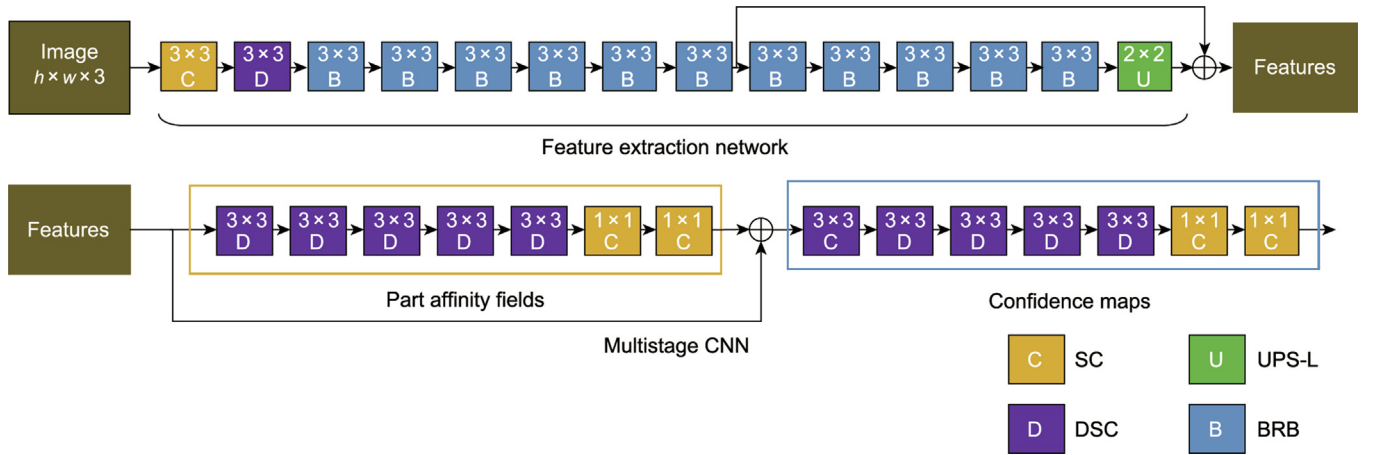 Image
h × w × 3
3 × 3
C
3 × 3
D
3 × 3
B
3 × 3
B
3 × 3
B
3 × 3
B
3 × 3
B
3 × 3
B
3 × 3
B
3 × 3
B
3 × 3
B
3 × 3
B
3 × 3
B
2 × 2
U
Features
Feature extraction network
Features
3 × 3
D
3 × 3
D
3 × 3
D
3 × 3
D
3 × 3
D
1 × 1
C
1 × 1
C
3 × 3
C
3 × 3
D
3 × 3
D
3 × 3
D
3 × 3
D
1 × 1
C
1 × 1
C
Part affinity fields
Confidence maps
Multistage CNN
C SC
U UPS-L
D DSC
B BRB